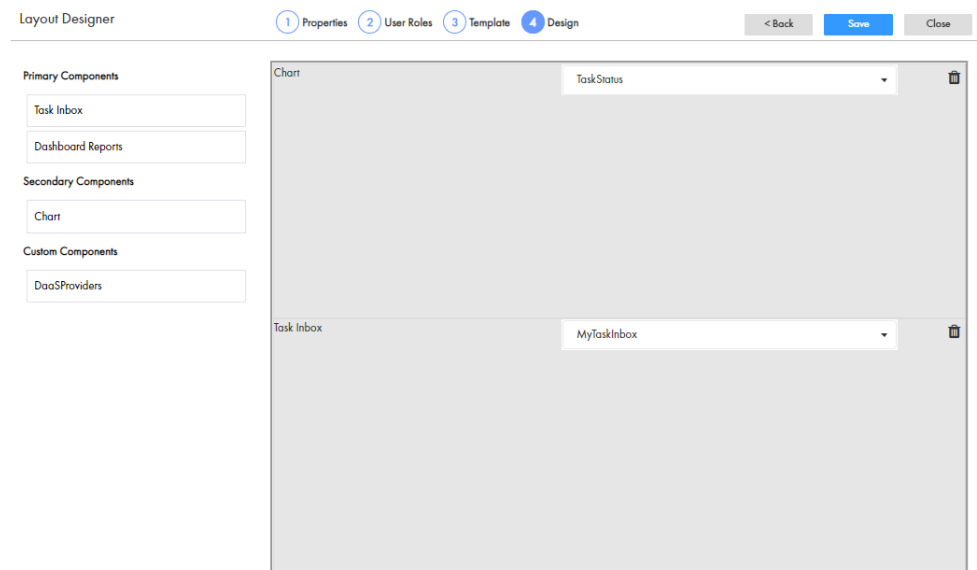 Layout Designer
1 Properties 2 User Roles 3 Template 4 Design
< Back Save Close
Primary Components
Task Inbox
Dashboard Reports
Secondary Components
Chart
Custom Components
DaaSProviders
Chart TaskStatus
Task Inbox MyTaskInbox